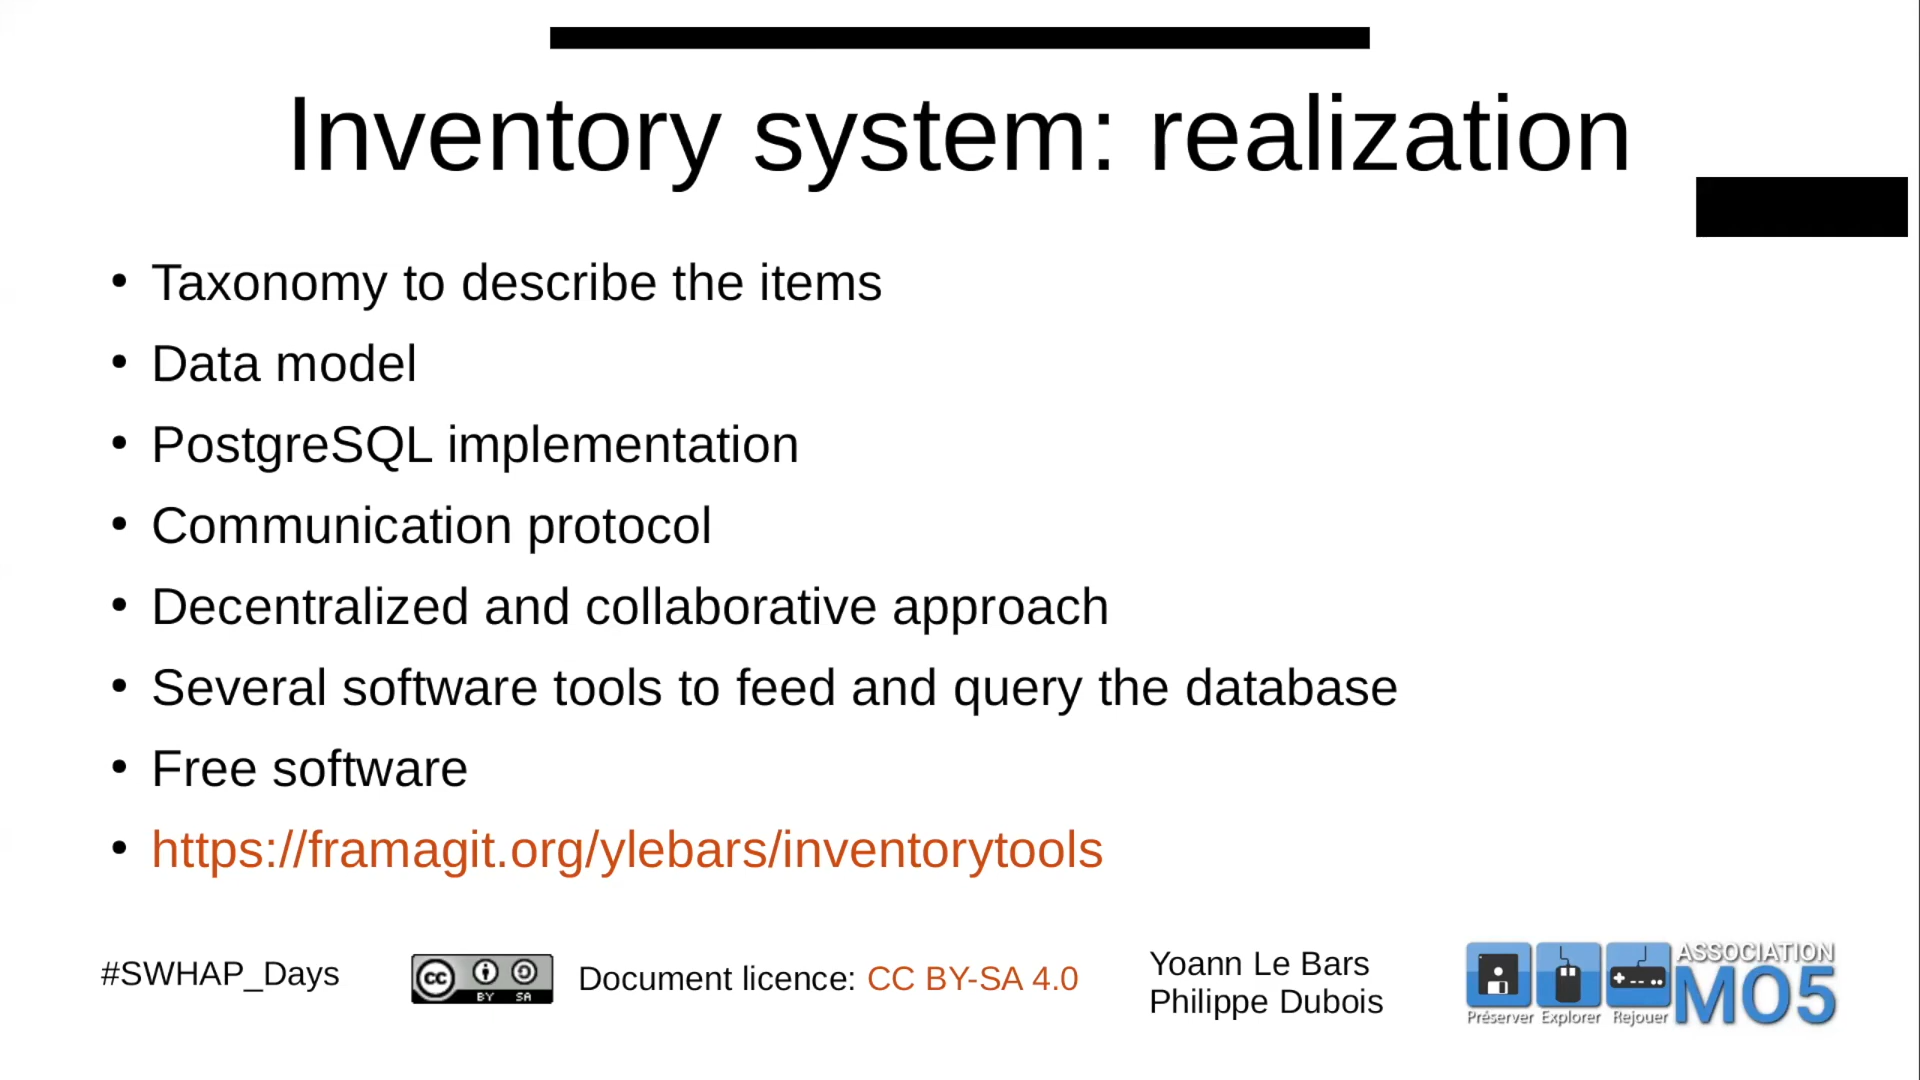 Inventory system: realization
• Taxonomy to describe the items
• Data model
• PostgreSQL implementation
• Communication protocol
• Decentralized and collaborative approach
• Several software tools to feed and query the database
• Free software
• https://framagit.org/ylebars/inventorytools
#SWHAP_Days
cc BY SA
Document licence: CC BY-SA 4.0
Yoann Le Bars
Philippe Dubois
Préserver Explorer Rejouer
ASSOCIATION
MO5